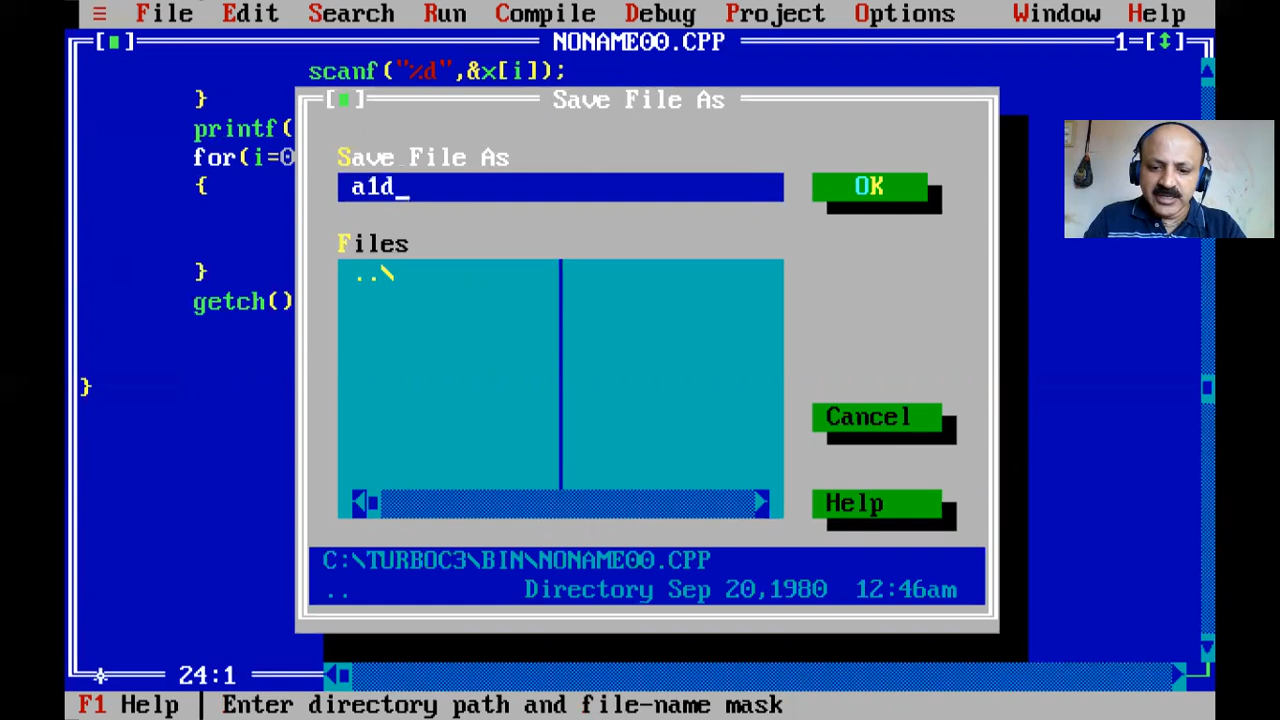 ≡ File Edit Search Run Compile Debug Project Options Window Help
NONAME00.CPP 1=[↕]
scanf("%d",&x[i]);
}
printf(
for(i=0
{
}
getch()
}
Save File As
Save File As
a1d_
OK
Files
..\
Cancel
Help
C:\TURBOC3\BIN\NONAME00.CPP
.. Directory Sep 20,1980 12:46am
24:1
F1 Help | Enter directory path and file-name mask